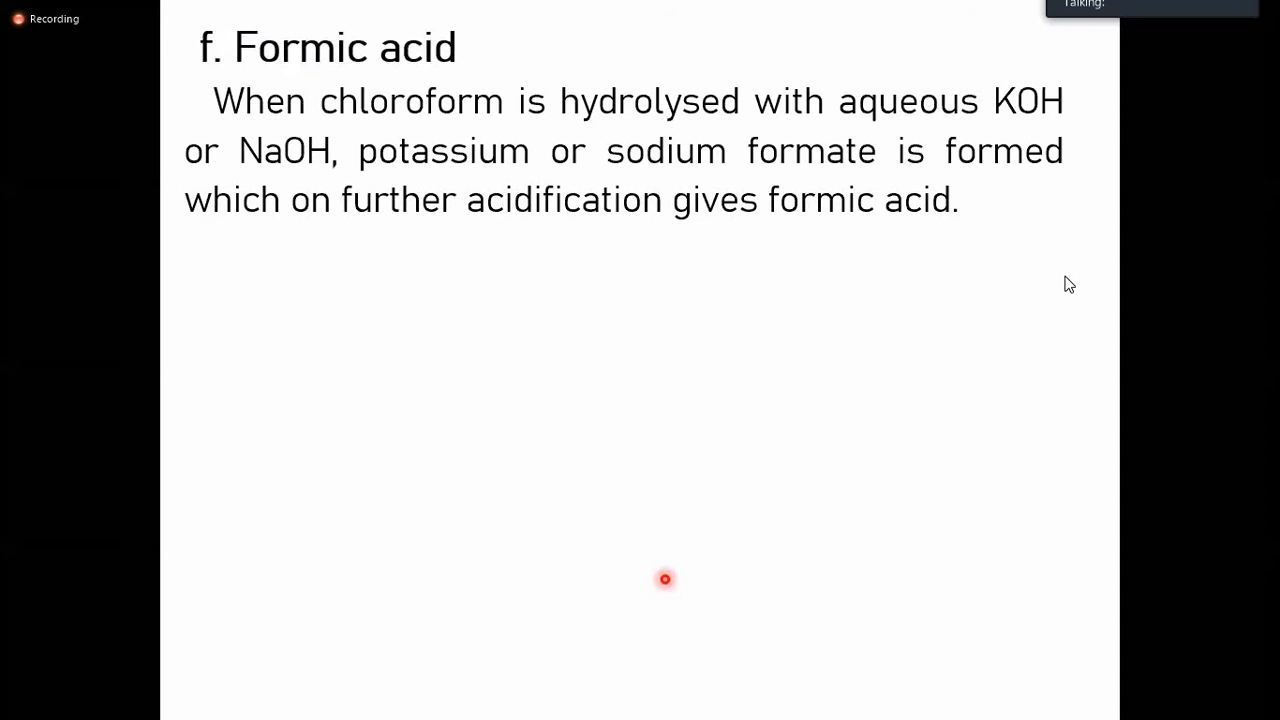 Recording
Talking:
f. Formic acid
When chloroform is hydrolysed with aqueous KOH
or NaOH, potassium or sodium formate is formed
which on further acidification gives formic acid.